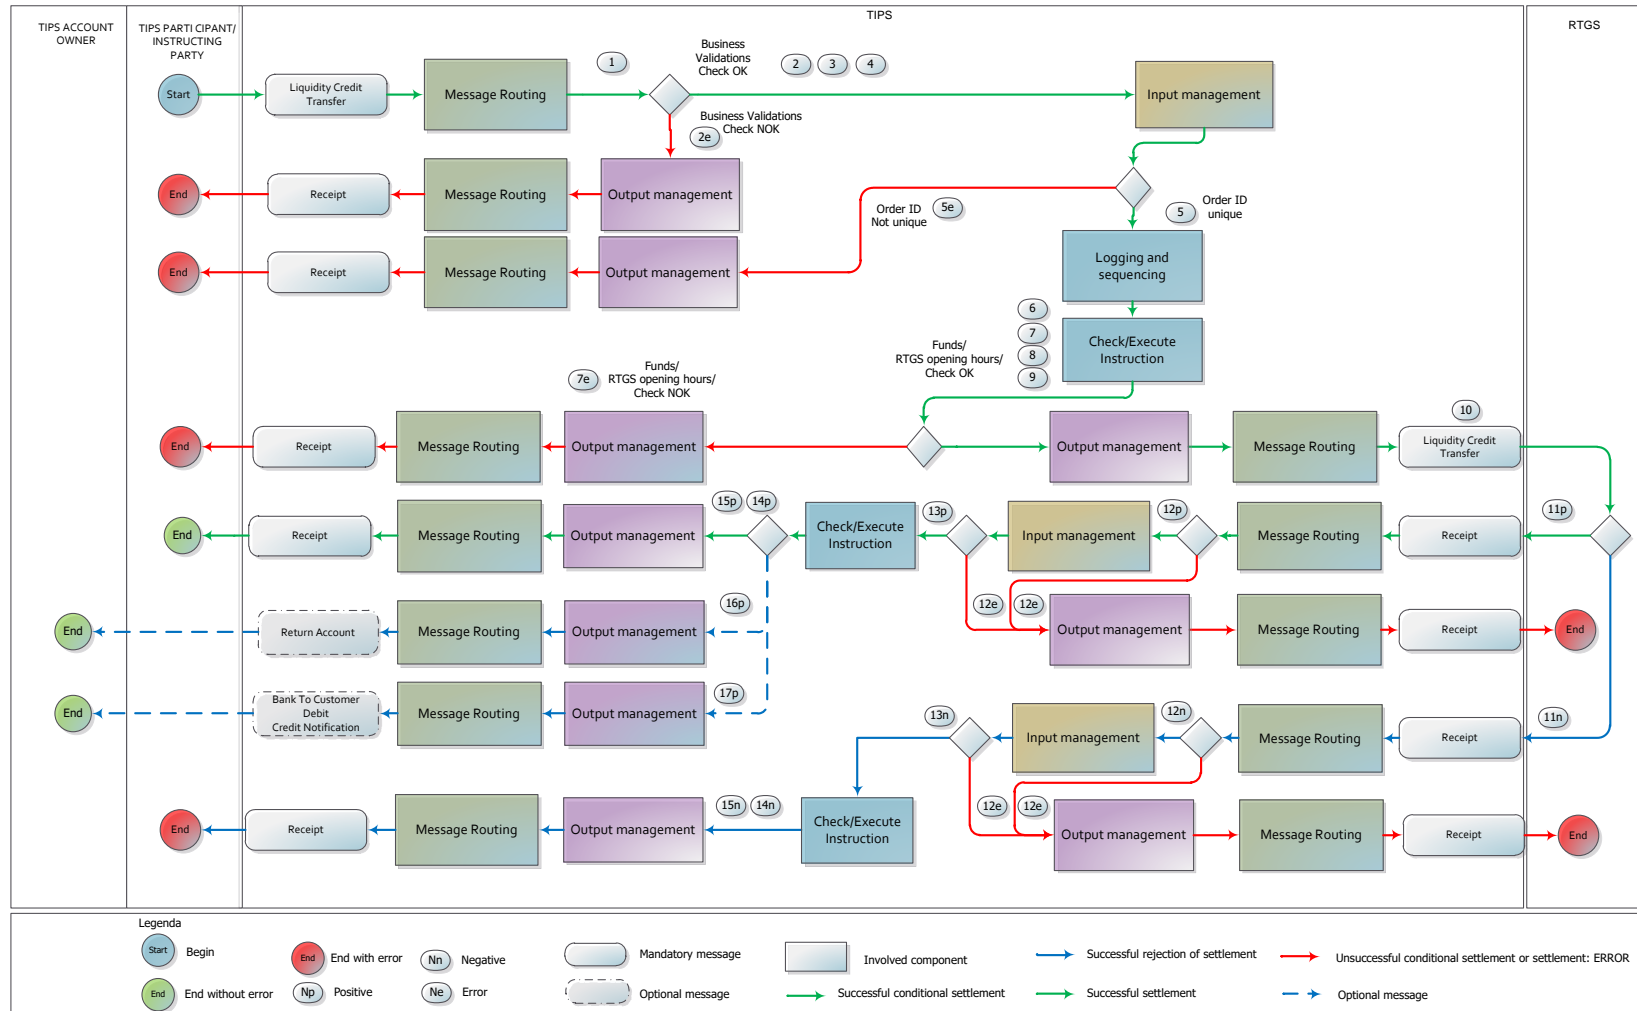 TIPS ACCOUNT
OWNER
TIPS PARTI CIPANT/
INSTRUCTING
PARTY
TIPS
RTGS
Start
Liquidity Credit
Transfer
Message Routing
1
Business
Validations
Check OK
2
3
4
Input management
Business Validations
Check NOK
2e
End
Receipt
Message Routing
Output management
Order ID
Not unique
5e
5
Order ID
unique
End
Receipt
Message Routing
Output management
Logging and
sequencing
6
7
8
9
Check/Execute
Instruction
Funds/
RTGS opening hours/
Check OK
7e
Funds/
RTGS opening hours/
Check NOK
End
Receipt
Message Routing
Output management
Output management
Message Routing
10
Liquidity Credit
Transfer
End
Receipt
Message Routing
Output management
15p
14p
Check/Execute
Instruction
13p
Input management
12p
Message Routing
Receipt
11p
End
Return Account
Message Routing
Output management
16p
12e
12e
Output management
Message Routing
Receipt
End
End
Bank To Customer
Debit
Credit Notification
Message Routing
Output management
17p
13n
Input management
12n
Message Routing
Receipt
11n
End
Receipt
Message Routing
Output management
15n
14n
Check/Execute
Instruction
12e
12e
Output management
Message Routing
Receipt
End
Legenda
Start
Begin
End
End with error
Nn
Negative
Mandatory message
Involved component
Successful rejection of settlement
Unsuccessful conditional settlement or settlement: ERROR
End
End without error
Np
Positive
Ne
Error
Optional message
Successful conditional settlement
Successful settlement
Optional message